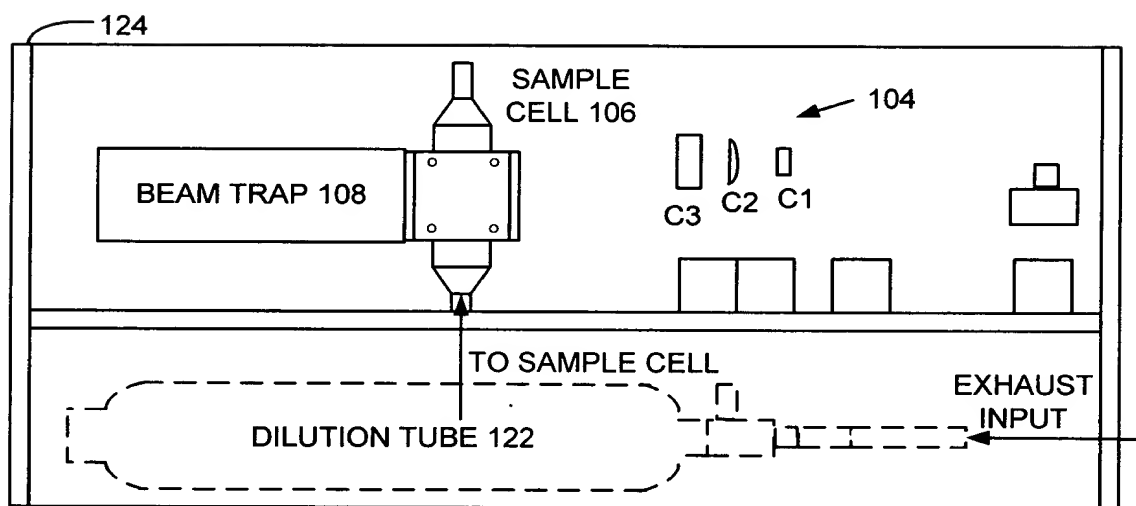 124
SAMPLE
CELL 106
104
BEAM TRAP 108
C3
C2
C1
TO SAMPLE CELL
EXHAUST
INPUT
DILUTION TUBE 122